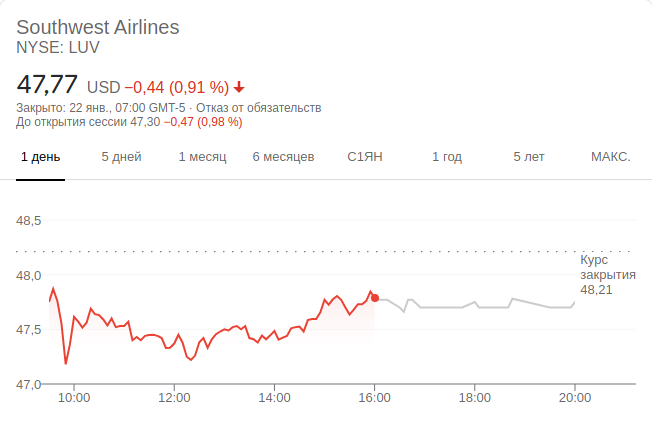 Southwest Airlines
NYSE: LUV
47,77 USD −0,44 (0,91 %)
Закрыто: 22 янв., 07:00 GMT-5 · Отказ от обязательств
До открытия сессии 47,30 −0,47 (0,98 %)
1 день 5 дней 1 месяц 6 месяцев С1ЯН 1 год 5 лет МАКС.
48,5
48,0
47,5
47,0
Курс
закрытия
48,21
10:00 12:00 14:00 16:00 18:00 20:00